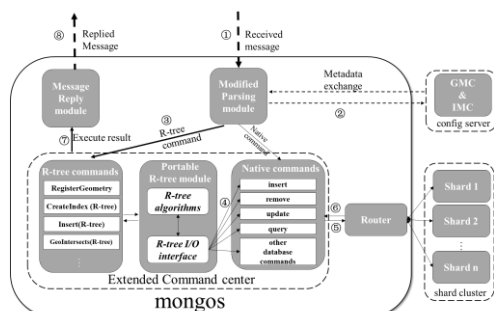 ⑧
Replied
Message
①
Received
message
Message
Reply
module
Modified
Parsing
module
Metadata
exchange
②
GMC
&
IMC
config server
⑦
Execute result
③
R-tree
command
Native
command
R-tree commands
RegisterGeometry
CreateIndex (R-tree)
Insert(R-tree)
GeoIntersects(R-tree)
⋮
Portable
R-tree module
R-tree
algorithms
R-tree I/O
interface
④
Native commands
insert
remove
update
query
other
database
commands
⑥
⑤
Router
Shard 1
Shard 2
⋮
Shard n
shard cluster
Extended Command center
mongos